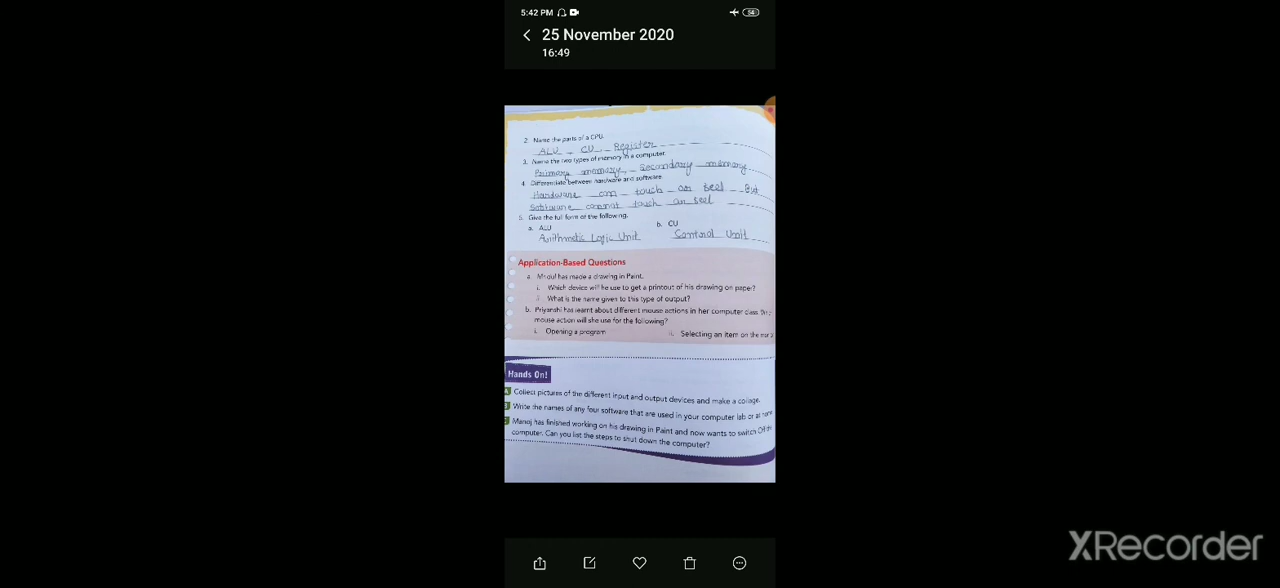 5:42 PM
54
25 November 2020
16:49
2. Name the parts of a CPU.
ALU , CU , Register
3. Name the two types of memory in a computer.
Primary memory, Secondary memory
4. Differentiate between hardware and software.
Hardware can touch or feel But
Software cannot touch or feel
5. Give the full form of the following.
a. ALU b. CU
Arithmetic Logic Unit Control Unit
Application-Based Questions
a. Mridul has made a drawing in Paint.
i. Which device will he use to get a printout of his drawing on paper?
ii. What is the name given to this type of output?
b. Priyanshi has learnt about different mouse actions in her computer class.
mouse action will she use for the following?
i. Opening a program ii. Selecting an item on the
Hands On!
A Collect pictures of the different input and output devices and make a collage.
B Write the names of any four software that are used in your computer lab or at home
C Manoj has finished working on his drawing in Paint and now wants to switch Off
computer. Can you list the steps to shut down the computer?
XRecorder